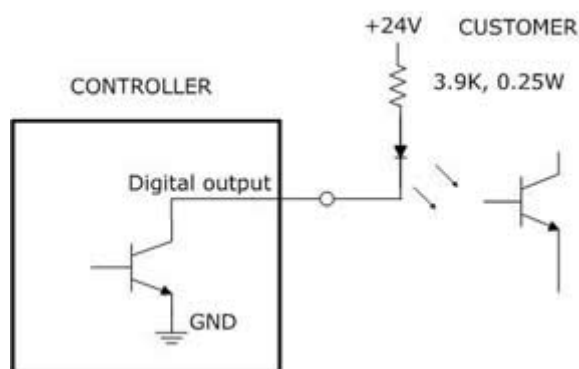 +24V CUSTOMER
3.9K, 0.25W
CONTROLLER
Digital output
GND